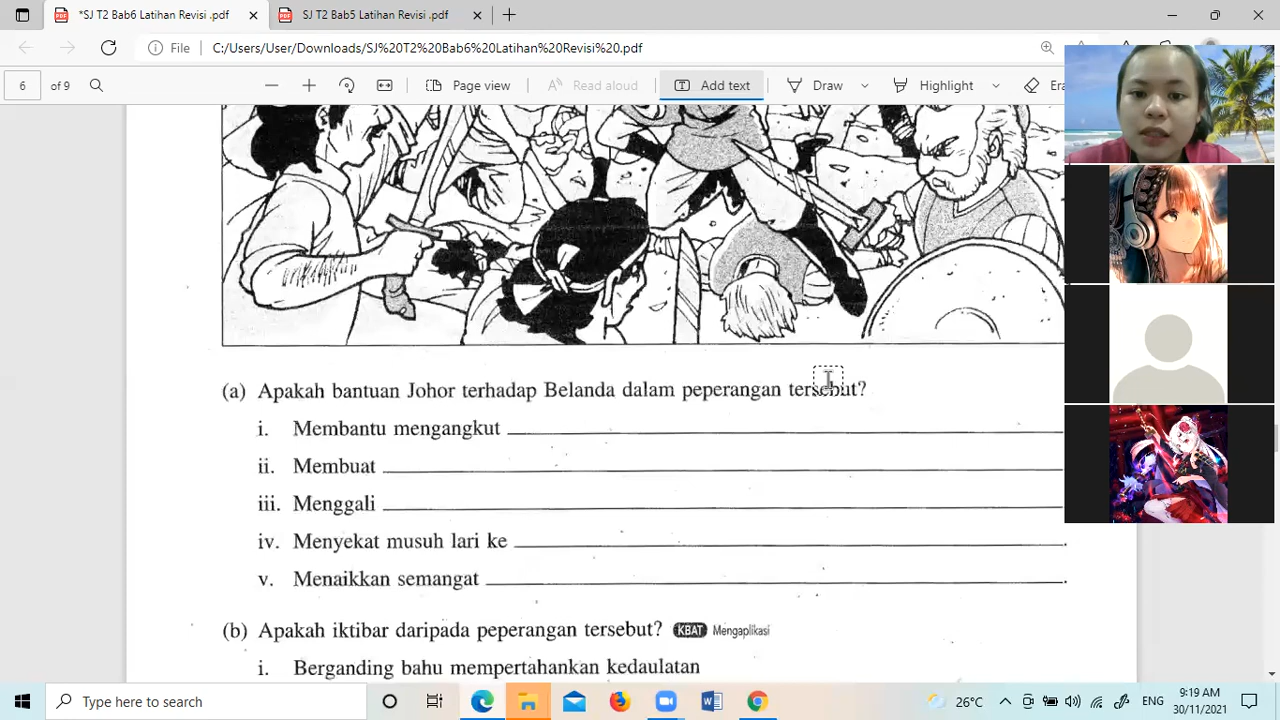 *SJ T2 Bab6 Latihan Revisi .pdf
SJ T2 Bab 5 Latihan Revisi.pdf
File
C:/Users/User/Downloads/SJ%20T2%20Bab6%20Latihan%20Revisi%20.pdf
6 of 9
Page view
Read aloud
Add text
Draw
Highlight
(a) Apakah bantuan Johor terhadap Belanda dalam peperangan tersebut?
i. Membantu mengangkut
ii. Membuat
iii. Menggali
iv. Menyekat musuh lari ke .
v. Menaikkan semangat .
(b) Apakah iktibar daripada peperangan tersebut? KBAT Mengaplikasi
i. Berganding bahu mempertahankan kedaulatan
Type here to search
26°C
ENG
9:19 AM
30/11/2021